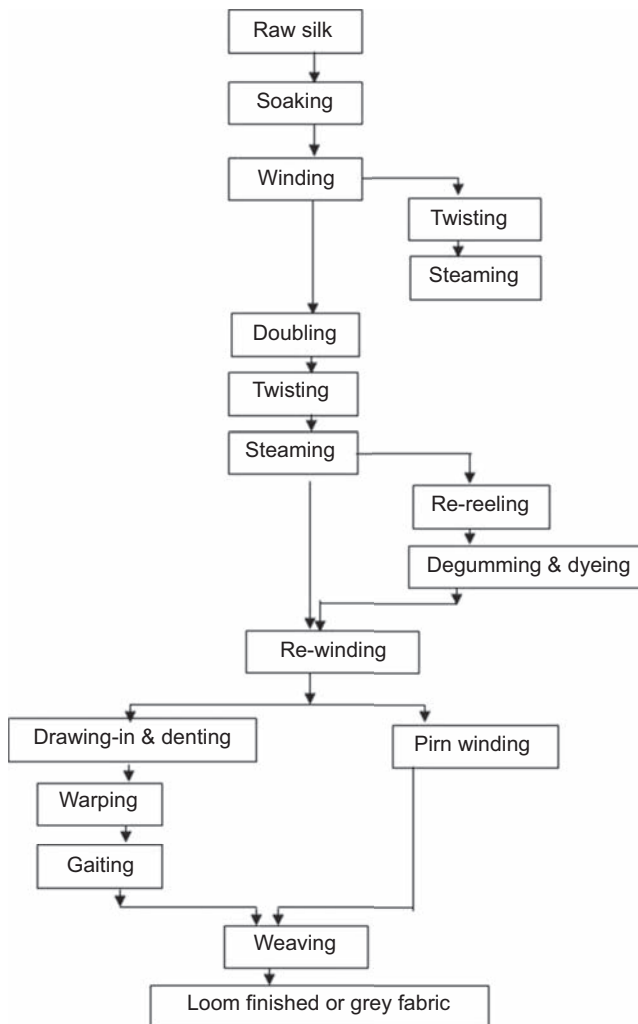 Raw silk
Soaking
Winding
Twisting
Steaming
Doubling
Twisting
Steaming
Re-reeling
Degumming & dyeing
Re-winding
Drawing-in & denting
Pirn winding
Warping
Gaiting
Weaving
Loom finished or grey fabric